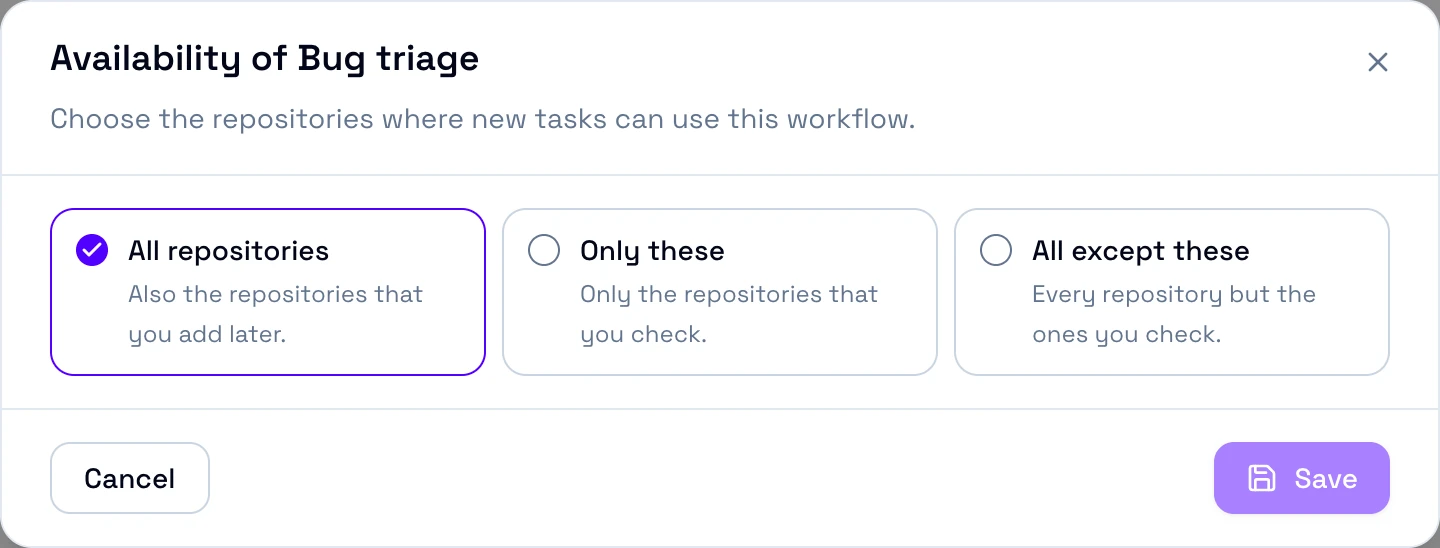 Availability of Bug triage
Choose the repositories where new tasks can use this workflow.
All repositories
Also the repositories that
you add later.
Only these
Only the repositories that
you check.
All except these
Every repository but the
ones you check.
Cancel
Save